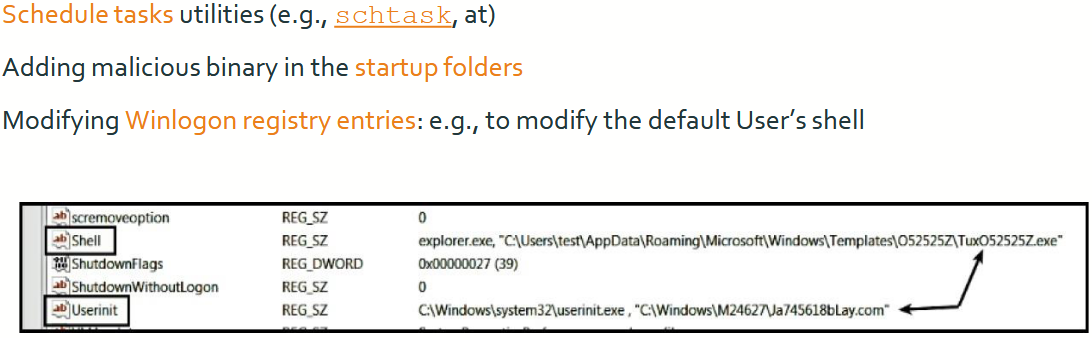 Schedule tasks utilities (e.g., schtask, at)
Adding malicious binary in the startup folders
Modifying Winlogon registry entries: e.g., to modify the default User’s shell
scremoveoption REG_SZ 0
Shell REG_SZ explorer.exe, "C:\Users\test\AppData\Roaming\Microsoft\Windows\Templates\O52525Z\TuxO52525Z.exe"
ShutdownFlags REG_DWORD 0x00000027 (39)
ShutdownWithoutLogon REG_SZ 0
Userinit REG_SZ C:\Windows\system32\userinit.exe , "C:\Windows\M24627\Ja745618bLay.com"